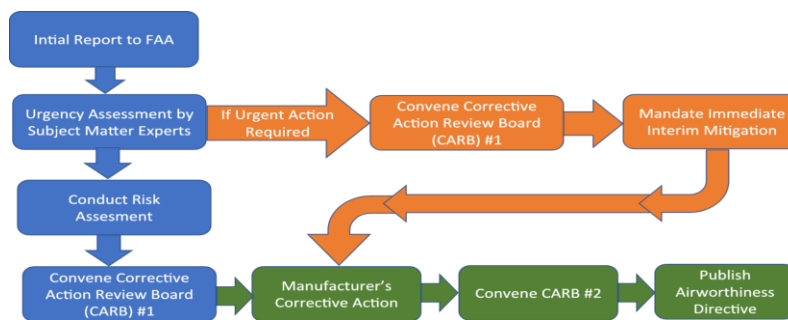 Intial Report to FAA
Urgency Assessment by
Subject Matter Experts
If Urgent Action
Required
Convene Corrective
Action Review Board
(CARB) #1
Mandate Immediate
Interim Mitigation
Conduct Risk
Assesment
Convene Corrective
Action Review Board
(CARB) #1
Manufacturer's
Corrective Action
Convene CARB #2
Publish
Airworthiness
Directive